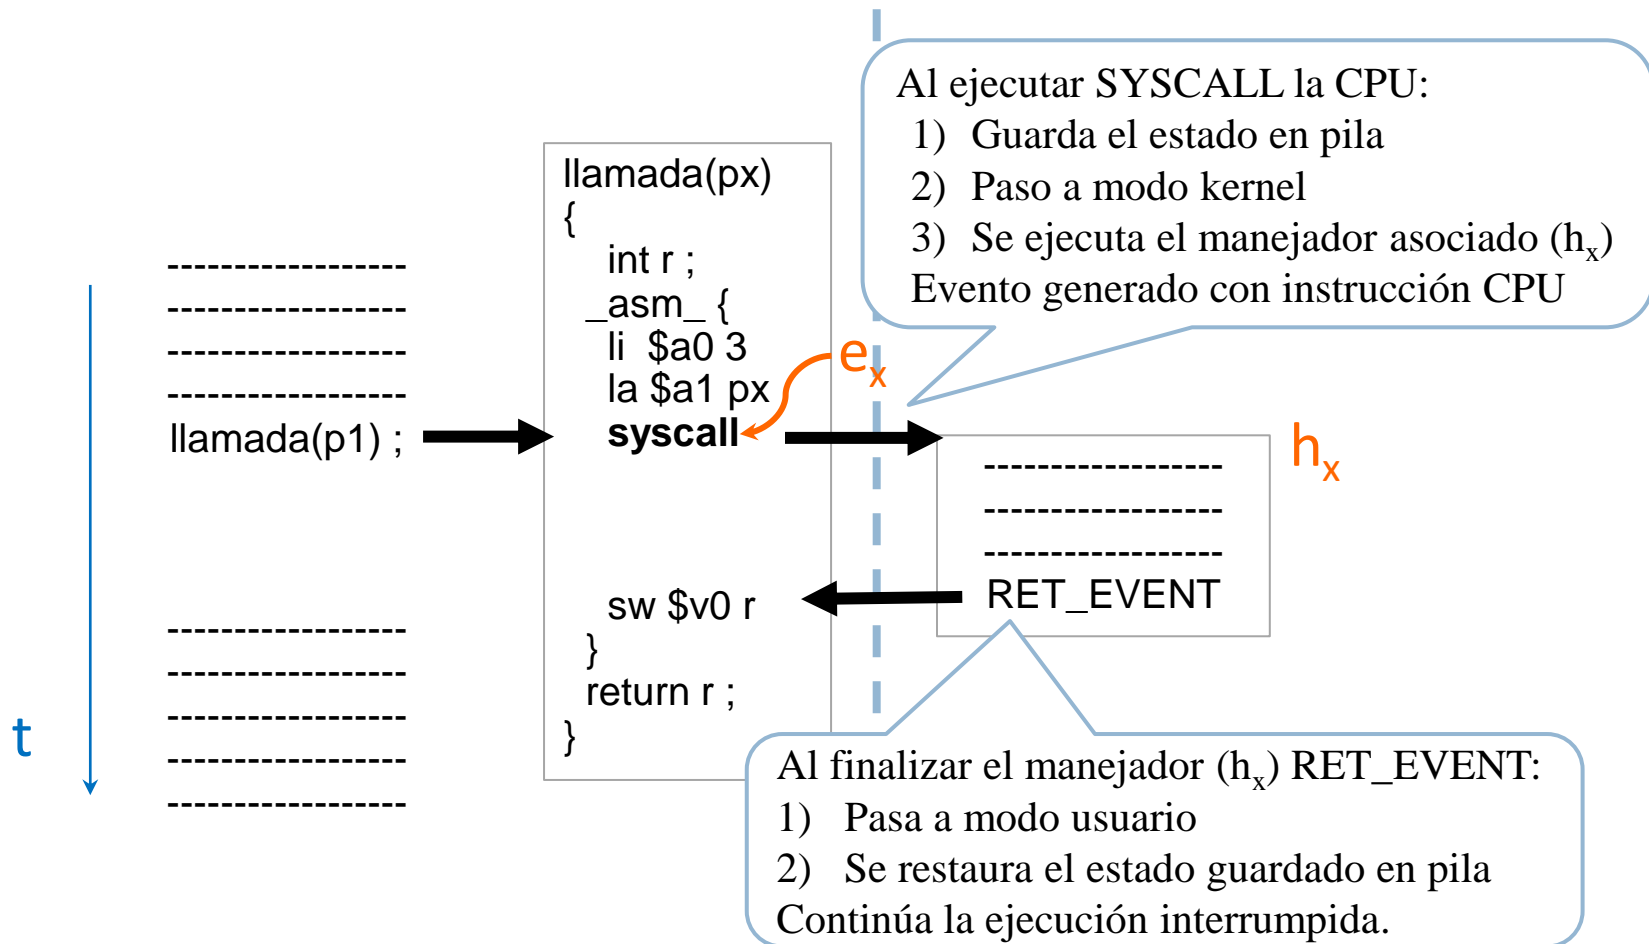 Al ejecutar SYSCALL la CPU:
1) Guarda el estado en pila
2) Paso a modo kernel
3) Se ejecuta el manejador asociado (hx)
Evento generado con instrucción CPU
llamada(px)
{
int r ;
_asm_ {
li $a0 3
la $a1 px
syscall
sw $v0 r
}
return r ;
}
ex
hx
-------------------
-------------------
-------------------
-------------------
llamada(p1) ;
-------------------
-------------------
-------------------
-------------------
-------------------
t
-------------------
-------------------
-------------------
RET_EVENT
Al finalizar el manejador (hx) RET_EVENT:
1) Pasa a modo usuario
2) Se restaura el estado guardado en pila
Continúa la ejecución interrumpida.